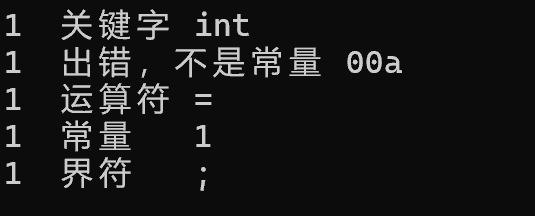 1 关键字 int
1 出错, 不是常量 00a
1 运算符 =
1 常量 1
1 界符 ;